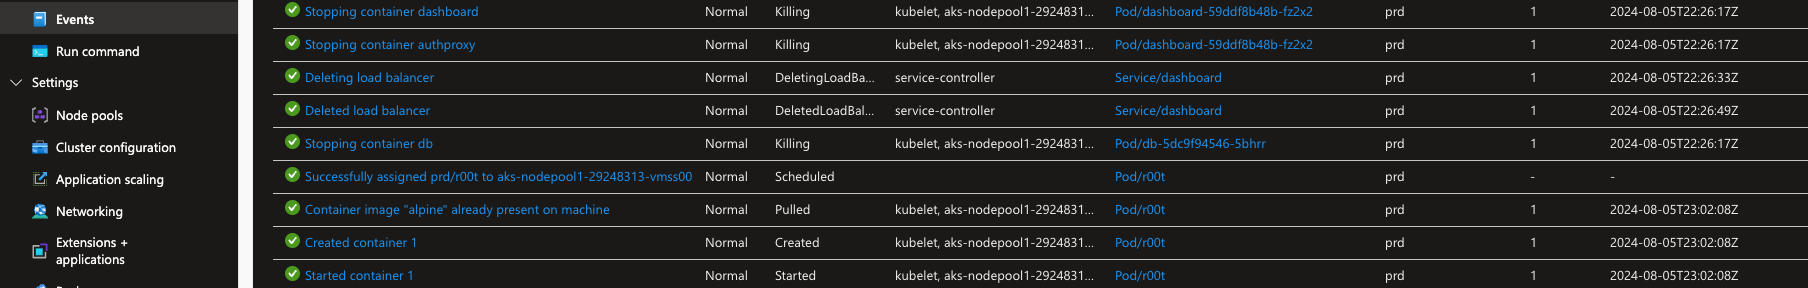 Events
Run command
Settings
Node pools
Cluster configuration
Application scaling
Networking
Extensions +
applications
Stopping container dashboard Normal Killing kubelet, aks-nodepool1-2924831... Pod/dashboard-59ddf8b48b-fz2x2 prd 1 2024-08-05T22:26:17Z
Stopping container authproxy Normal Killing kubelet, aks-nodepool1-2924831... Pod/dashboard-59ddf8b48b-fz2x2 prd 1 2024-08-05T22:26:17Z
Deleting load balancer Normal DeletingLoadBa... service-controller Service/dashboard prd 1 2024-08-05T22:26:33Z
Deleted load balancer Normal DeletedLoadBal... service-controller Service/dashboard prd 1 2024-08-05T22:26:49Z
Stopping container db Normal Killing kubelet, aks-nodepool1-2924831... Pod/db-5dc9f94546-5bhrr prd 1 2024-08-05T22:26:17Z
Successfully assigned prd/r00t to aks-nodepool1-29248313-vmss00 Normal Scheduled Pod/r00t prd - -
Container image "alpine" already present on machine Normal Pulled kubelet, aks-nodepool1-2924831... Pod/r00t prd 1 2024-08-05T23:02:08Z
Created container 1 Normal Created kubelet, aks-nodepool1-2924831... Pod/r00t prd 1 2024-08-05T23:02:08Z
Started container 1 Normal Started kubelet, aks-nodepool1-2924831... Pod/r00t prd 1 2024-08-05T23:02:08Z